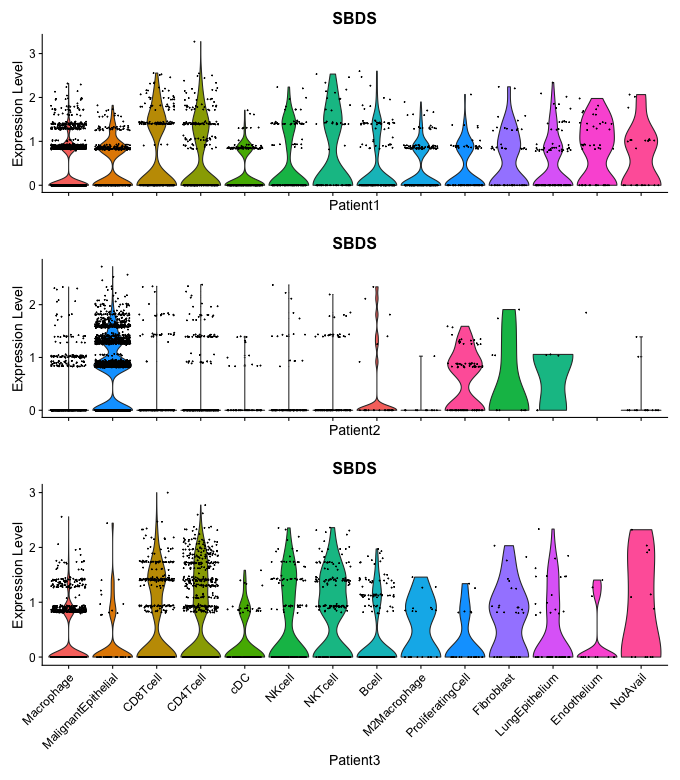 SBDS
Expression Level
3
2
1
0
Patient1
SBDS
Expression Level
2
1
0
Patient2
SBDS
Expression Level
3
2
1
0
Macrophage
MalignantEpithelial
CD8Tcell
CD4Tcell
cDC
NKcell
NKTcell
Bcell
M2Macrophage
ProliferatingCell
Fibroblast
LungEpithelium
Endothelium
NotAvail
Patient3